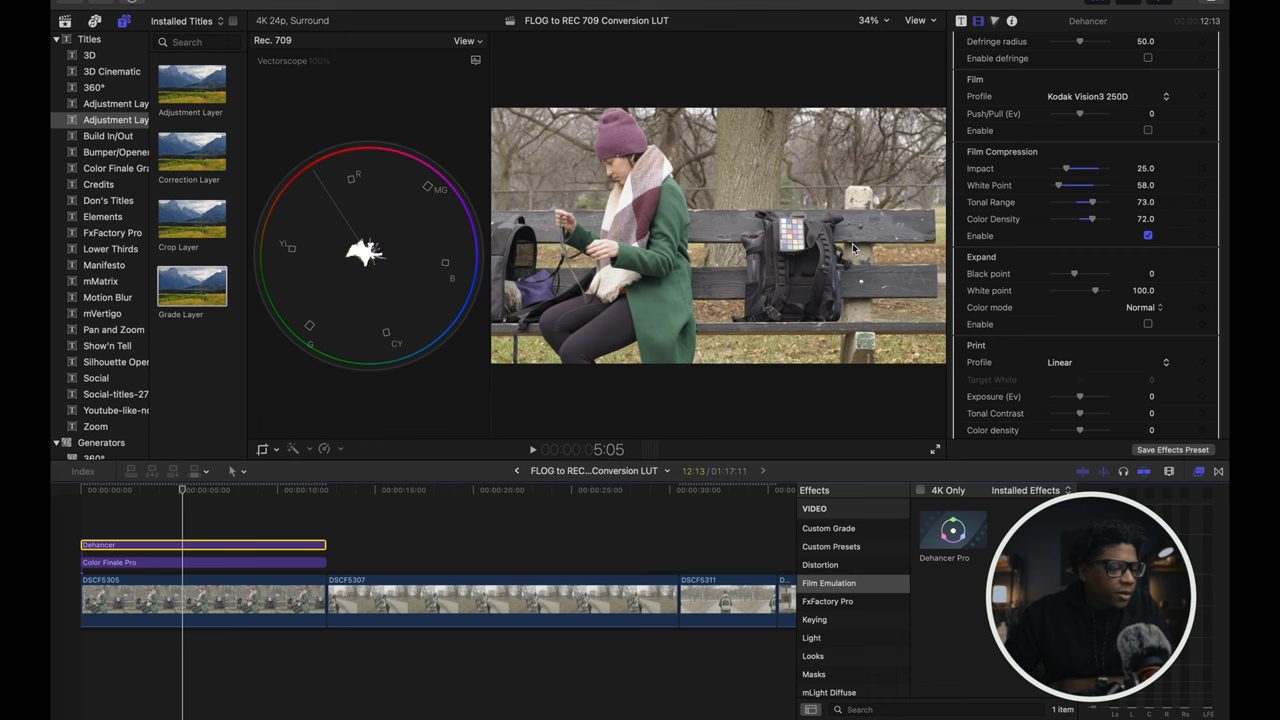 Installed Titles
4K 24p, Surround
FLOG to REC 709 Conversion LUT
34%
View
Dehancer
00:00:12:13
Titles
3D
3D Cinematic
360°
Adjustment Lay
Adjustment Lay
Build In/Out
Bumper/Opener
Color Finale Gra
Credits
Don's Titles
Elements
FxFactory Pro
Lower Thirds
Manifesto
mMatrix
Motion Blur
mVertigo
Pan and Zoom
Show'n Tell
Silhouette Oper
Social
Social-titles-27
Youtube-like-no
Zoom
Generators
360°
Search
Adjustment Layer
Correction Layer
Crop Layer
Grade Layer
Rec. 709
View
Vectorscope 100%
R
MG
YL
B
G
CY
Defringe radius 50.0
Enable defringe
Film
Profile Kodak Vision3 250D
Push/Pull (Ev) 0
Enable
Film Compression
Impact 25.0
White Point 58.0
Tonal Range 73.0
Color Density 72.0
Enable
Expand
Black point 0
White point 100.0
Color mode Normal
Enable
Print
Profile Linear
Target White 0
Exposure (Ev) 0
Tonal Contrast 0
Color density 0
Save Effects Preset
00:00:05:05
Index
FLOG to REC...Conversion LUT
12:13 / 01:17:11
00:00:00:00
00:00:05:00
00:00:10:00
00:00:15:00
00:00:20:00
00:00:25:00
00:00:30:00
00:0
Dehancer
Color Finale Pro
DSCF5305
DSCF5307
DSCF5311
D...
Effects
4K Only
Installed Effects
VIDEO
Custom Grade
Custom Presets
Distortion
Film Emulation
FxFactory Pro
Keying
Light
Looks
Masks
mLight Diffuse
Dehancer Pro
Search
1 item
Ls L C R Rs LFE